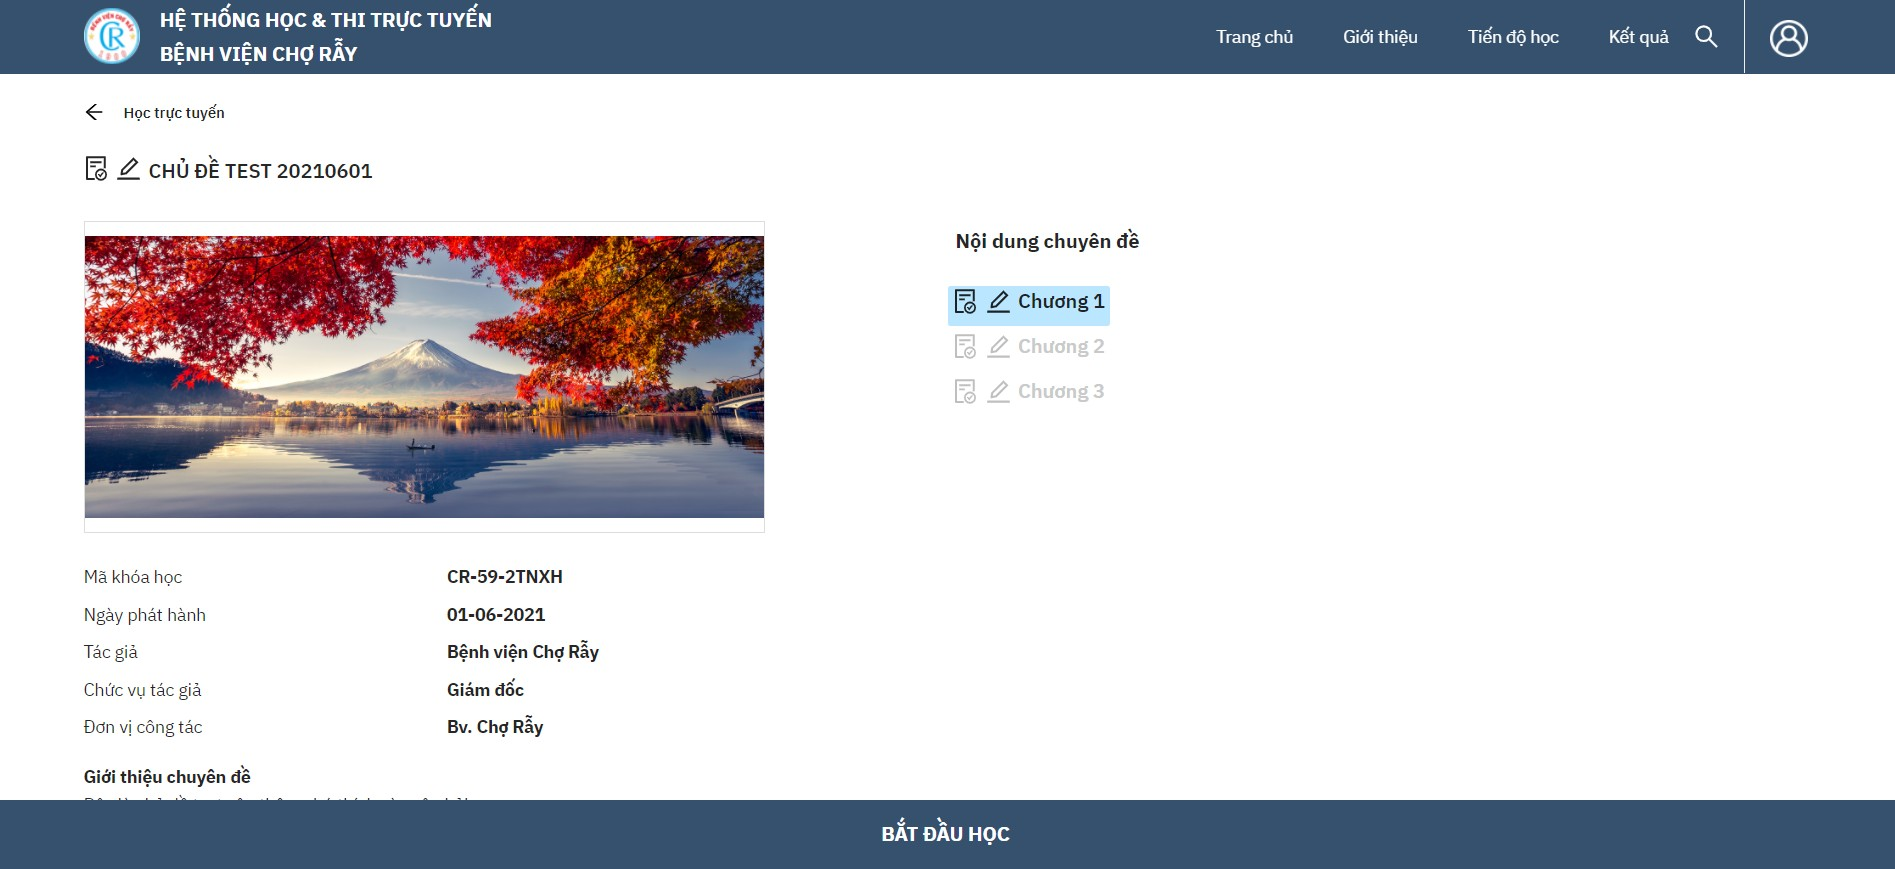 HỆ THỐNG HỌC & THI TRỰC TUYẾN
BỆNH VIỆN CHỢ RẪY
Trang chủ
Giới thiệu
Tiến độ học
Kết quả
Học trực tuyến
CHỦ ĐỀ TEST 20210601
Nội dung chuyên đề
Chương 1
Chương 2
Chương 3
Mã khóa học CR-59-2TNXH
Ngày phát hành 01-06-2021
Tác giả Bệnh viện Chợ Rẫy
Chức vụ tác giả Giám đốc
Đơn vị công tác Bv. Chợ Rẫy
Giới thiệu chuyên đề
BẮT ĐẦU HỌC